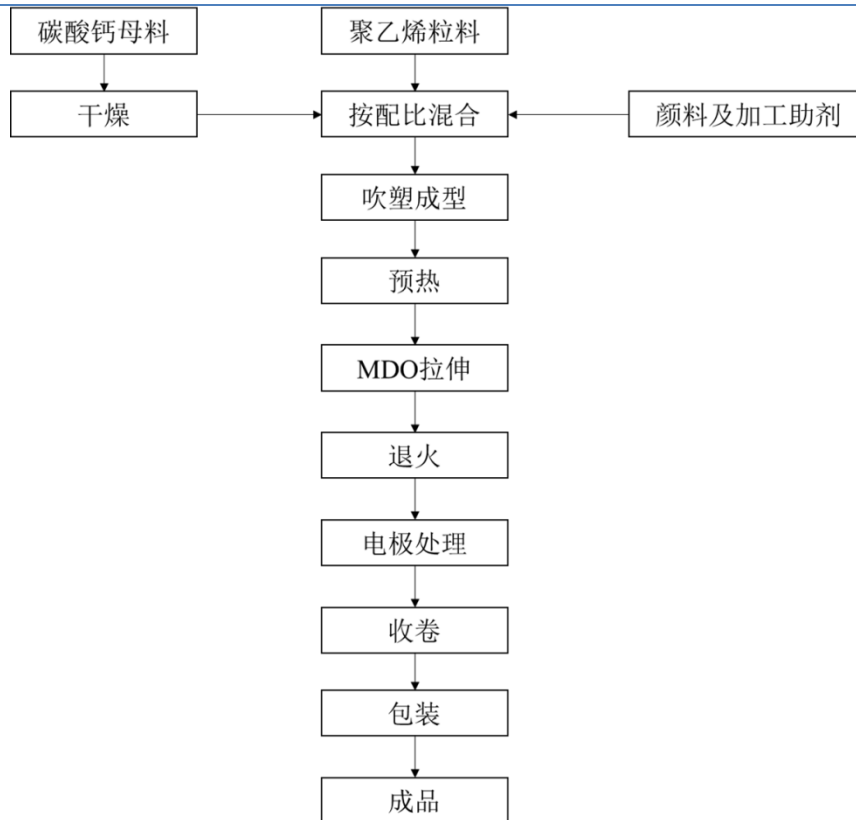 碳酸钙母料
聚乙烯粒料
干燥
按配比混合
颜料及加工助剂
吹塑成型
预热
MDO拉伸
退火
电极处理
收卷
包装
成品